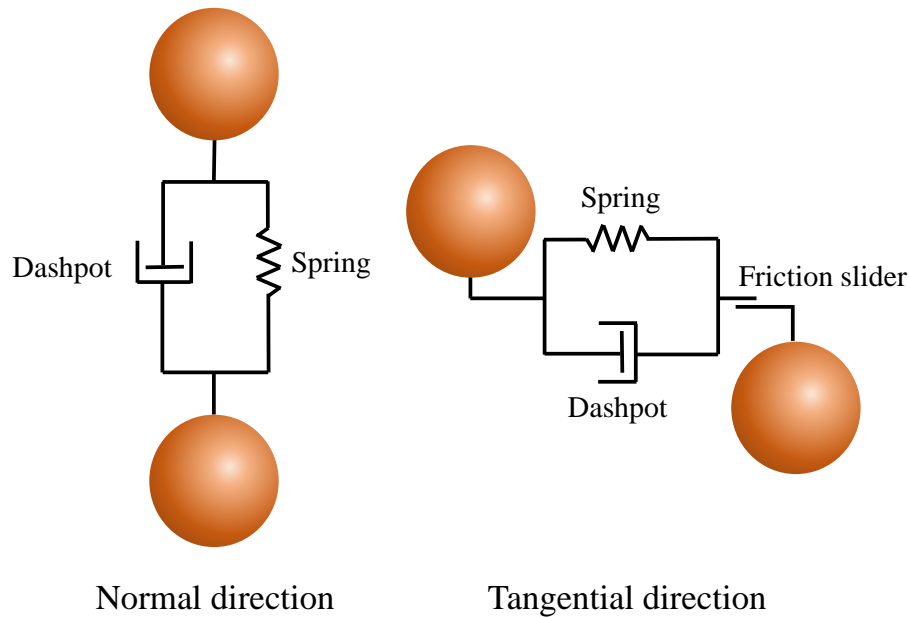 Dashpot
Spring
Spring
Friction slider
Dashpot
Normal direction
Tangential direction